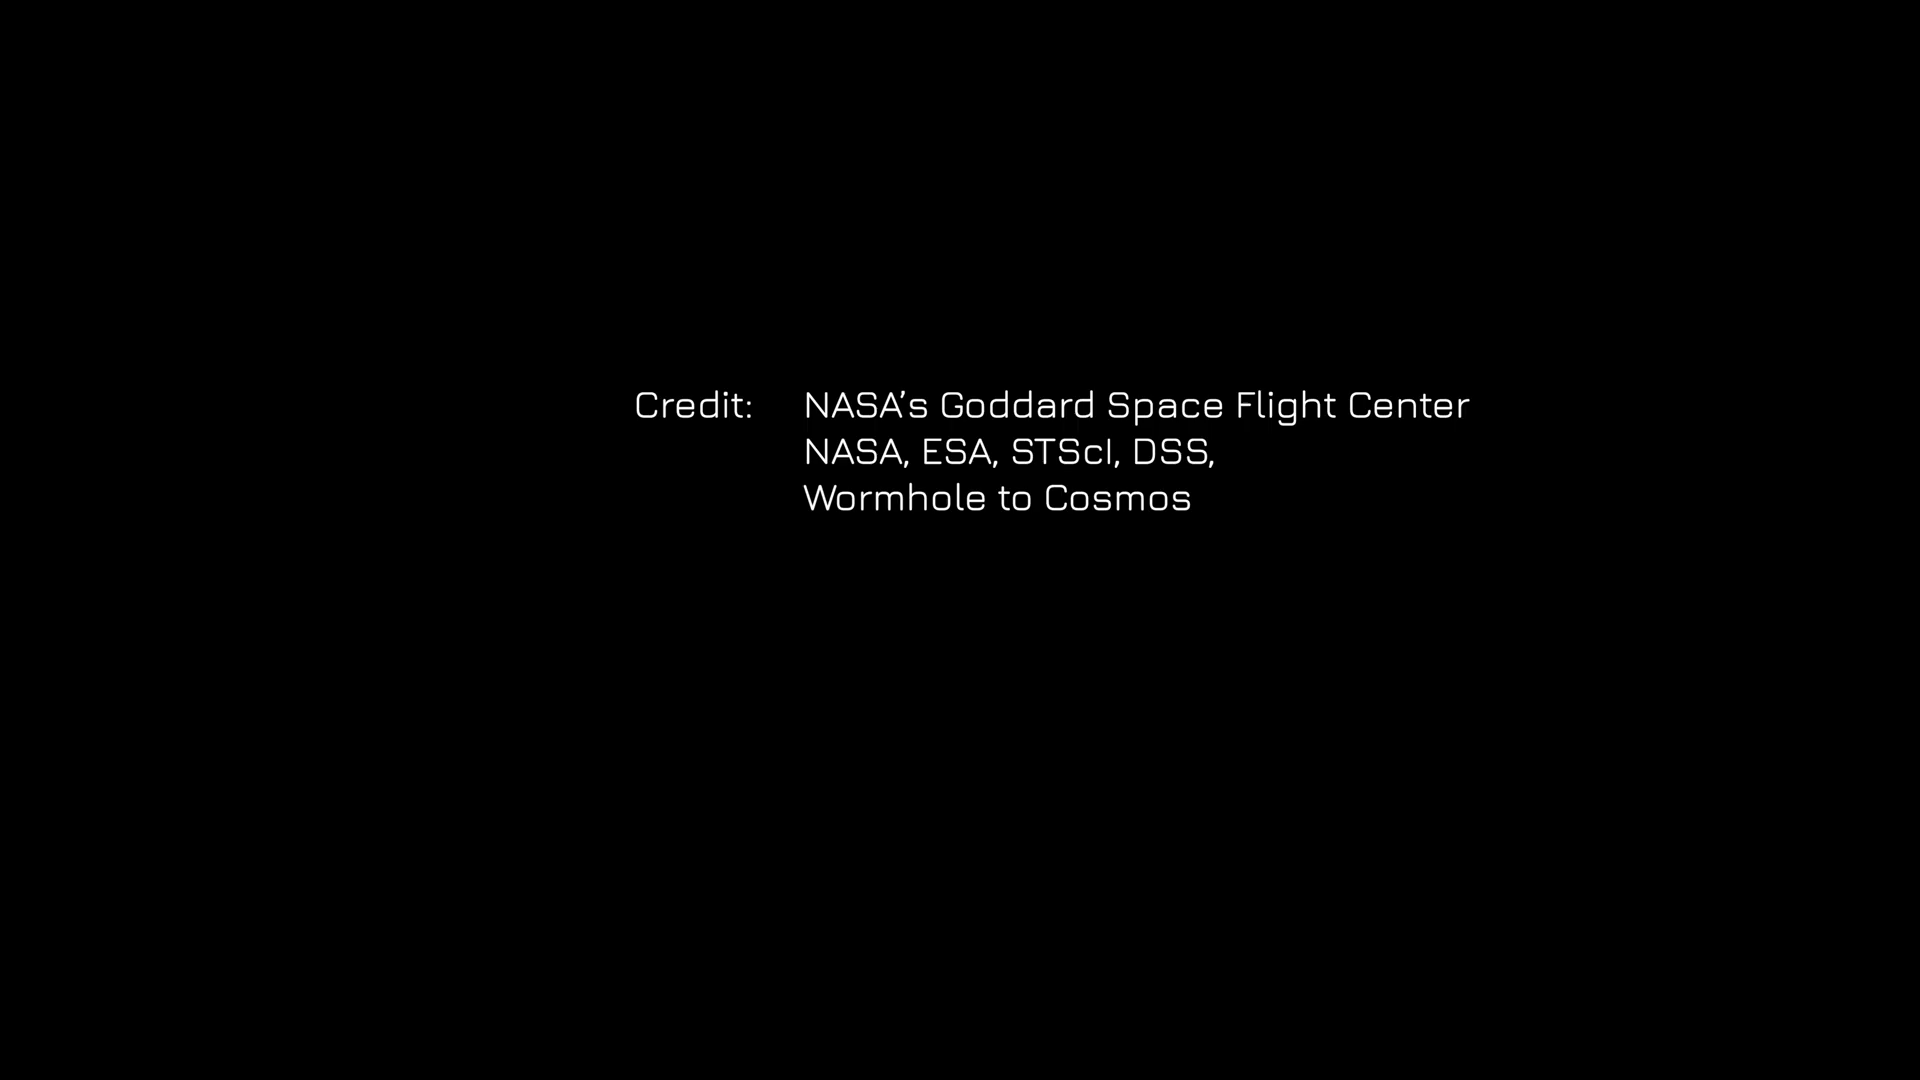 Credit: NASA’s Goddard Space Flight Center
NASA, ESA, STScI, DSS,
Wormhole to Cosmos